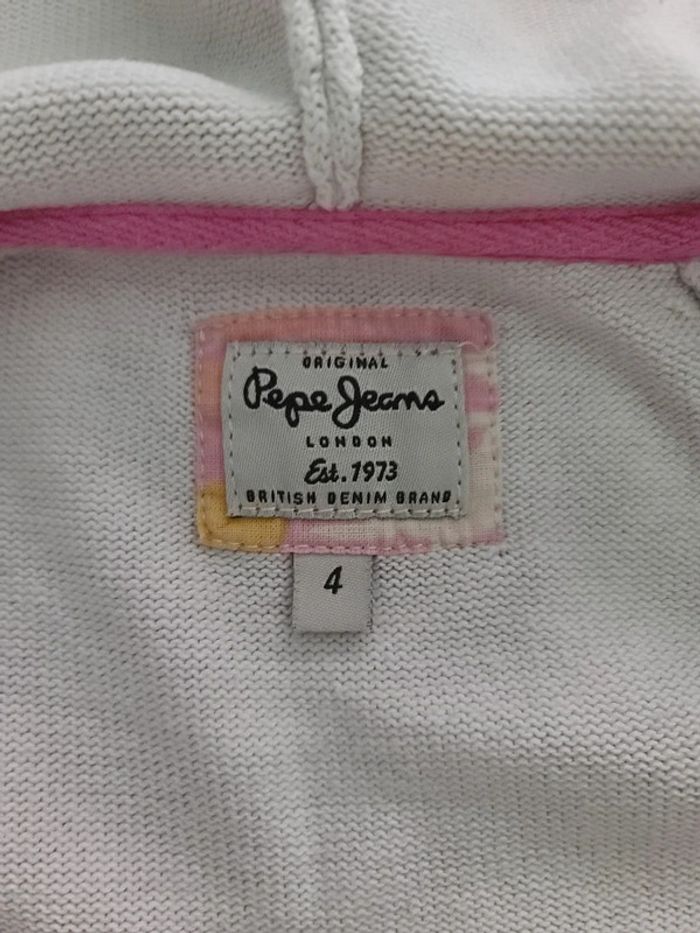 ORIGINAL
Pepe Jeans
LONDON
Est. 1973
BRITISH DENIM BRAND
4